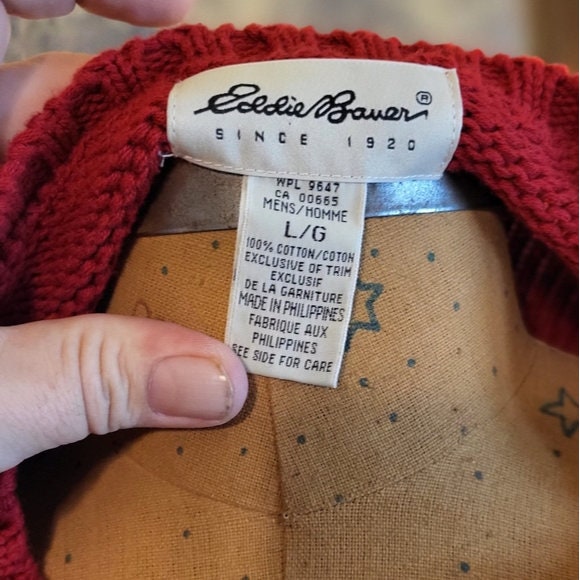 Eddie Bauer®
SINCE 1920
WPL 9647
CA 00665
MENS/HOMME
L/G
100% COTTON/COTON
EXCLUSIVE OF TRIM
EXCLUSIF
DE LA GARNITURE
MADE IN PHILIPPINES
FABRIQUE AUX
PHILIPPINES
SEE SIDE FOR CARE